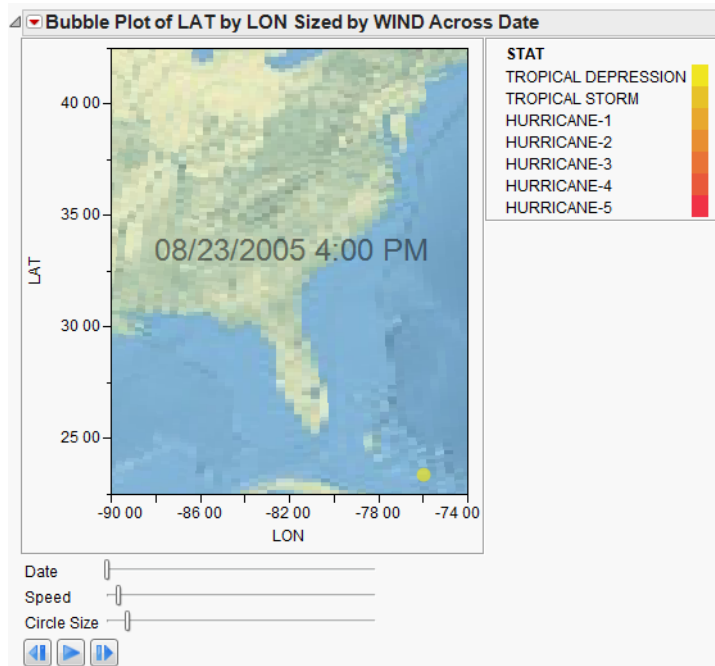 Bubble Plot of LAT by LON Sized by WIND Across Date
STAT
TROPICAL DEPRESSION
TROPICAL STORM
HURRICANE-1
HURRICANE-2
HURRICANE-3
HURRICANE-4
HURRICANE-5
40 00
35 00
08/23/2005 4:00 PM
LAT
30 00
25 00
-90 00 -86 00 -82 00 -78 00 -74 00
LON
Date
Speed
Circle Size